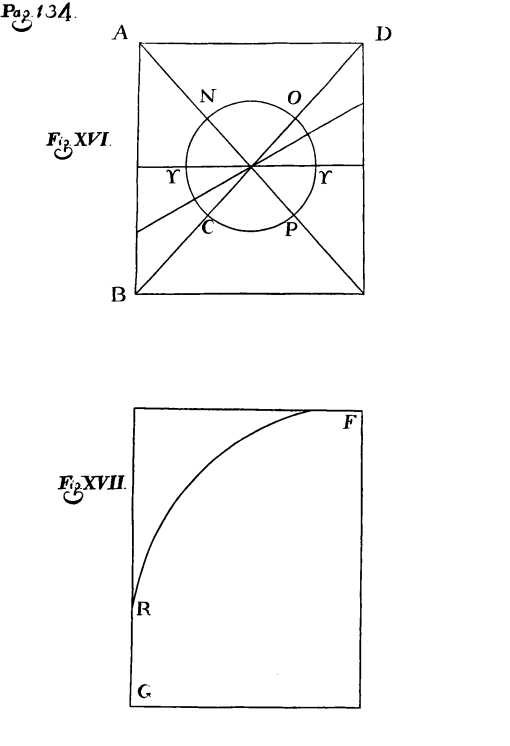 Pag. 134.
A D
N O
Fig. XVI.
ϒ ϒ
C P
B
F
Fig. XVII.
R
G